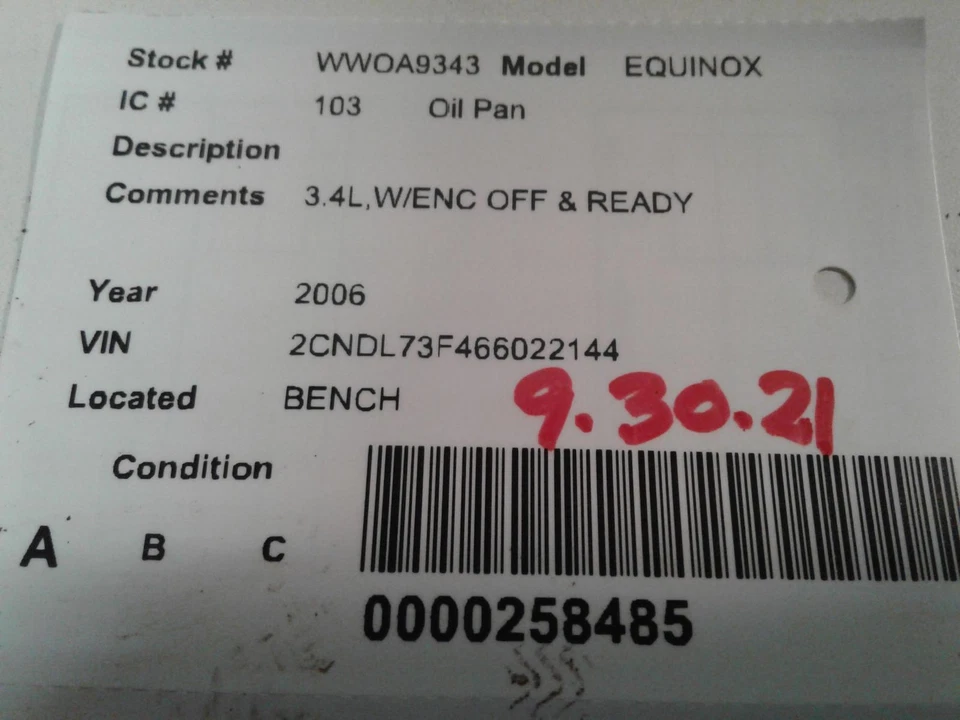 Stock # WWOA9343 Model EQUINOX
IC # 103 Oil Pan
Description
Comments 3.4L,W/ENC OFF & READY
Year 2006
VIN 2CNDL73F466022144
Located BENCH
9.30.21
Condition
A B C
0000258485